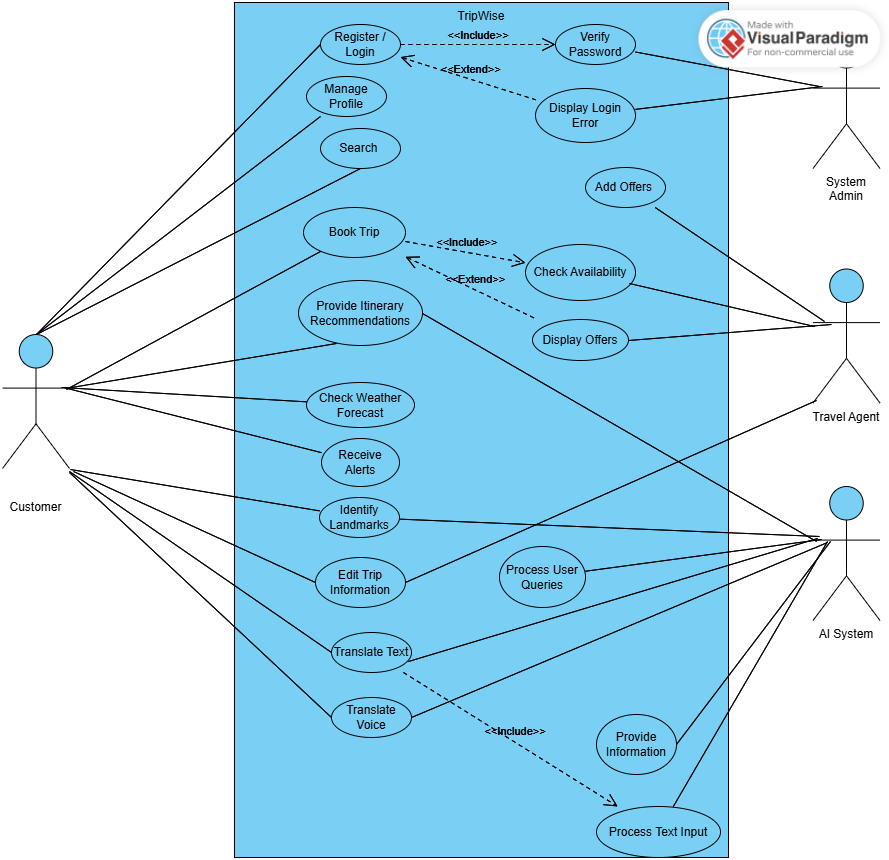 TripWise
Made with
VisualParadigm
For non-commercial use
Register /
Login
<<Include>>
Verify
Password
<<Extend>>
Manage
Profile
Display Login
Error
Search
System
Admin
Add Offers
Book Trip
<<Include>>
Check Availability
<<Extend>>
Provide Itinerary
Recommendations
Display Offers
Check Weather
Forecast
Travel Agent
Receive
Alerts
Customer
Identify
Landmarks
Edit Trip
Information
Process User
Queries
AI System
Translate Text
Translate
Voice
<<Include>>
Provide
Information
Process Text Input